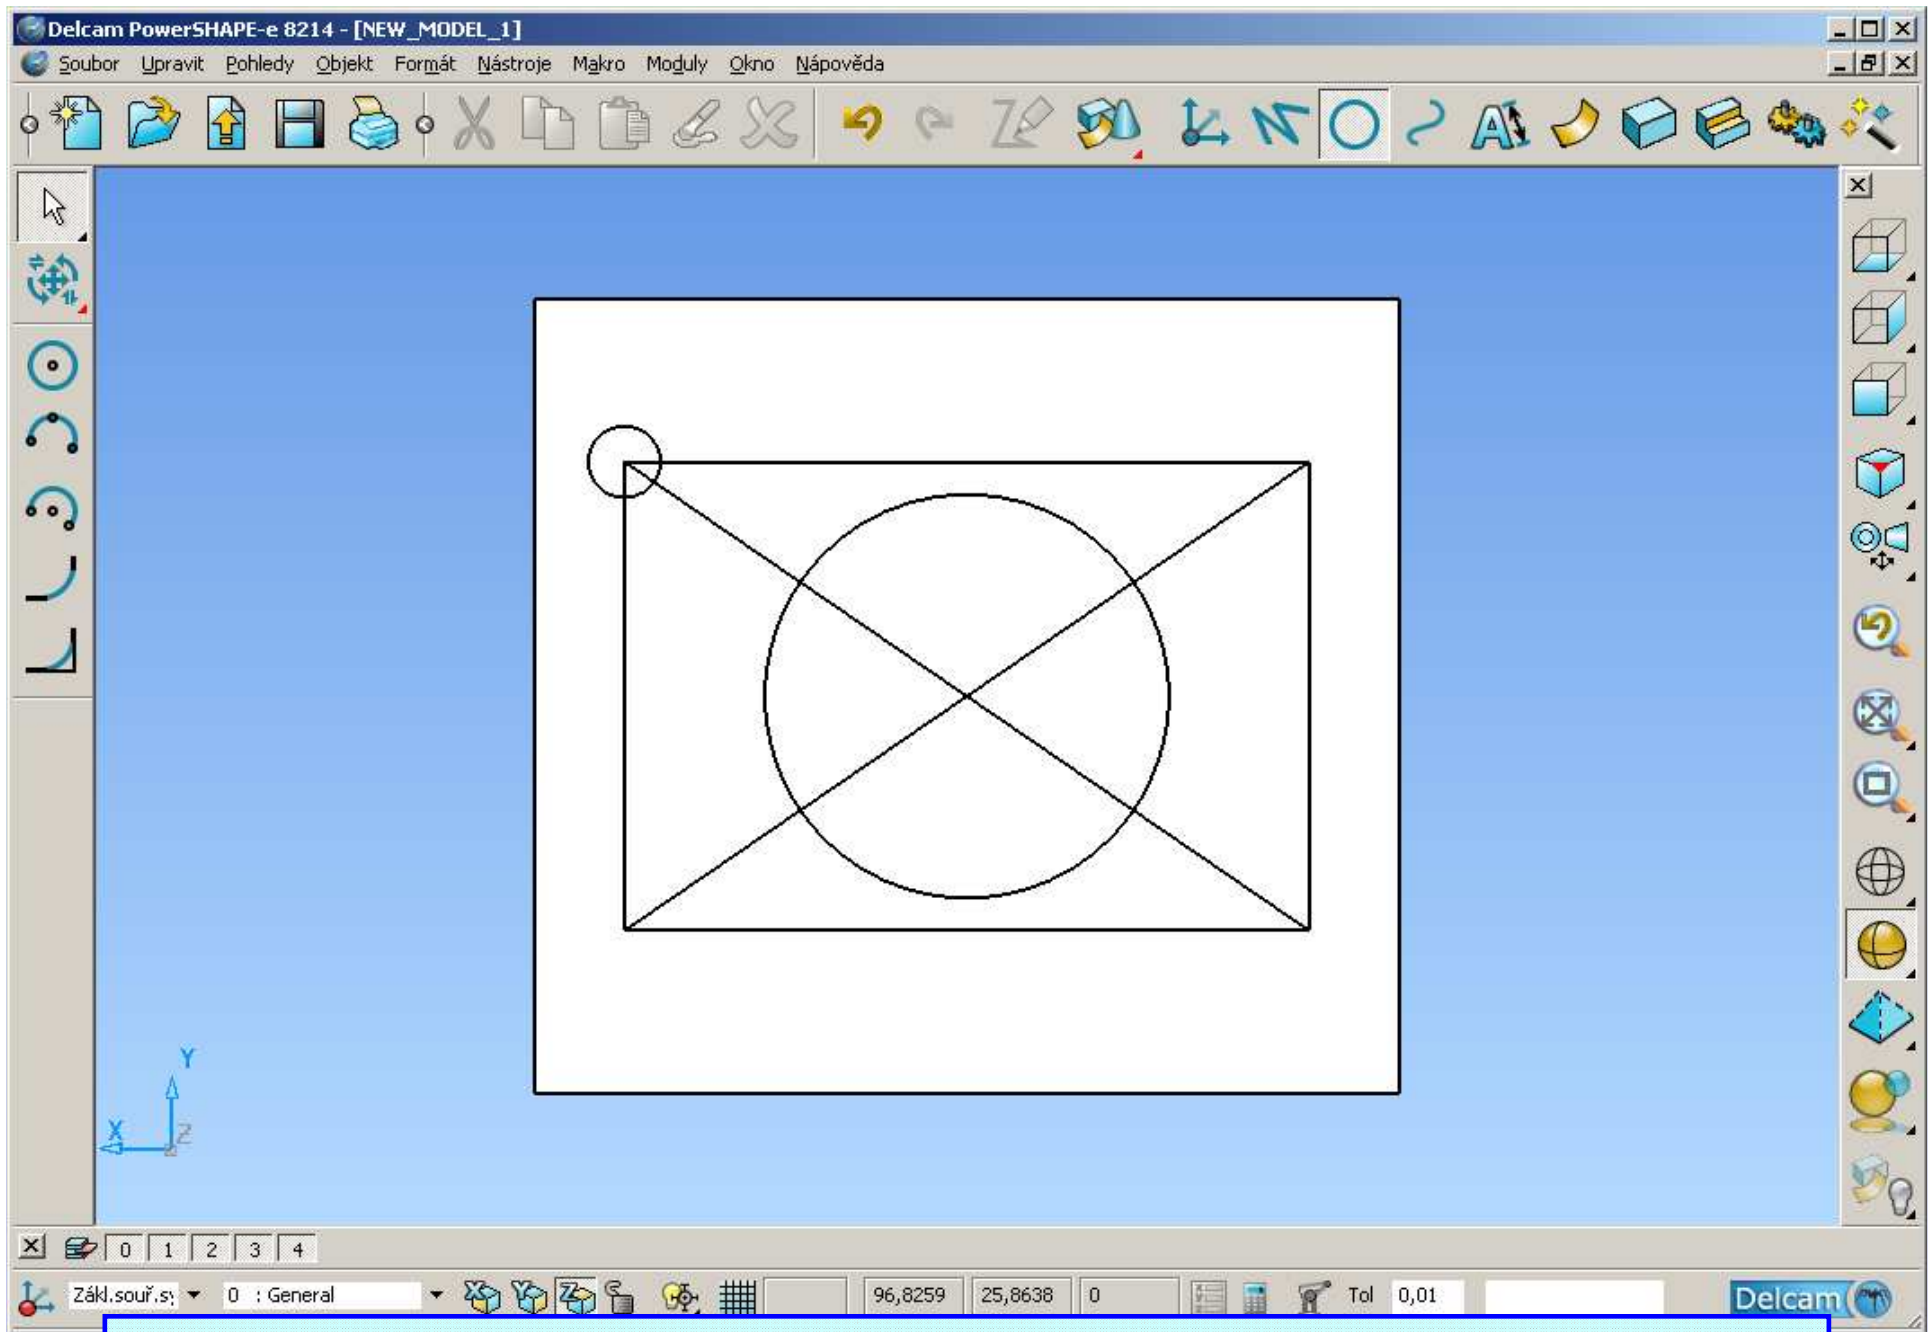 Delcam PowerSHAPE-e 8214 - [NEW_MODEL_1]
Soubor Upravit Pohledy Objekt Formát Nástroje Makro Moduly Okno Nápověda
Y
X Z
0 1 2 3 4
Zákl.souř.sy 0 : General 96,8259 25,8638 0 Tol 0,01 Delcam